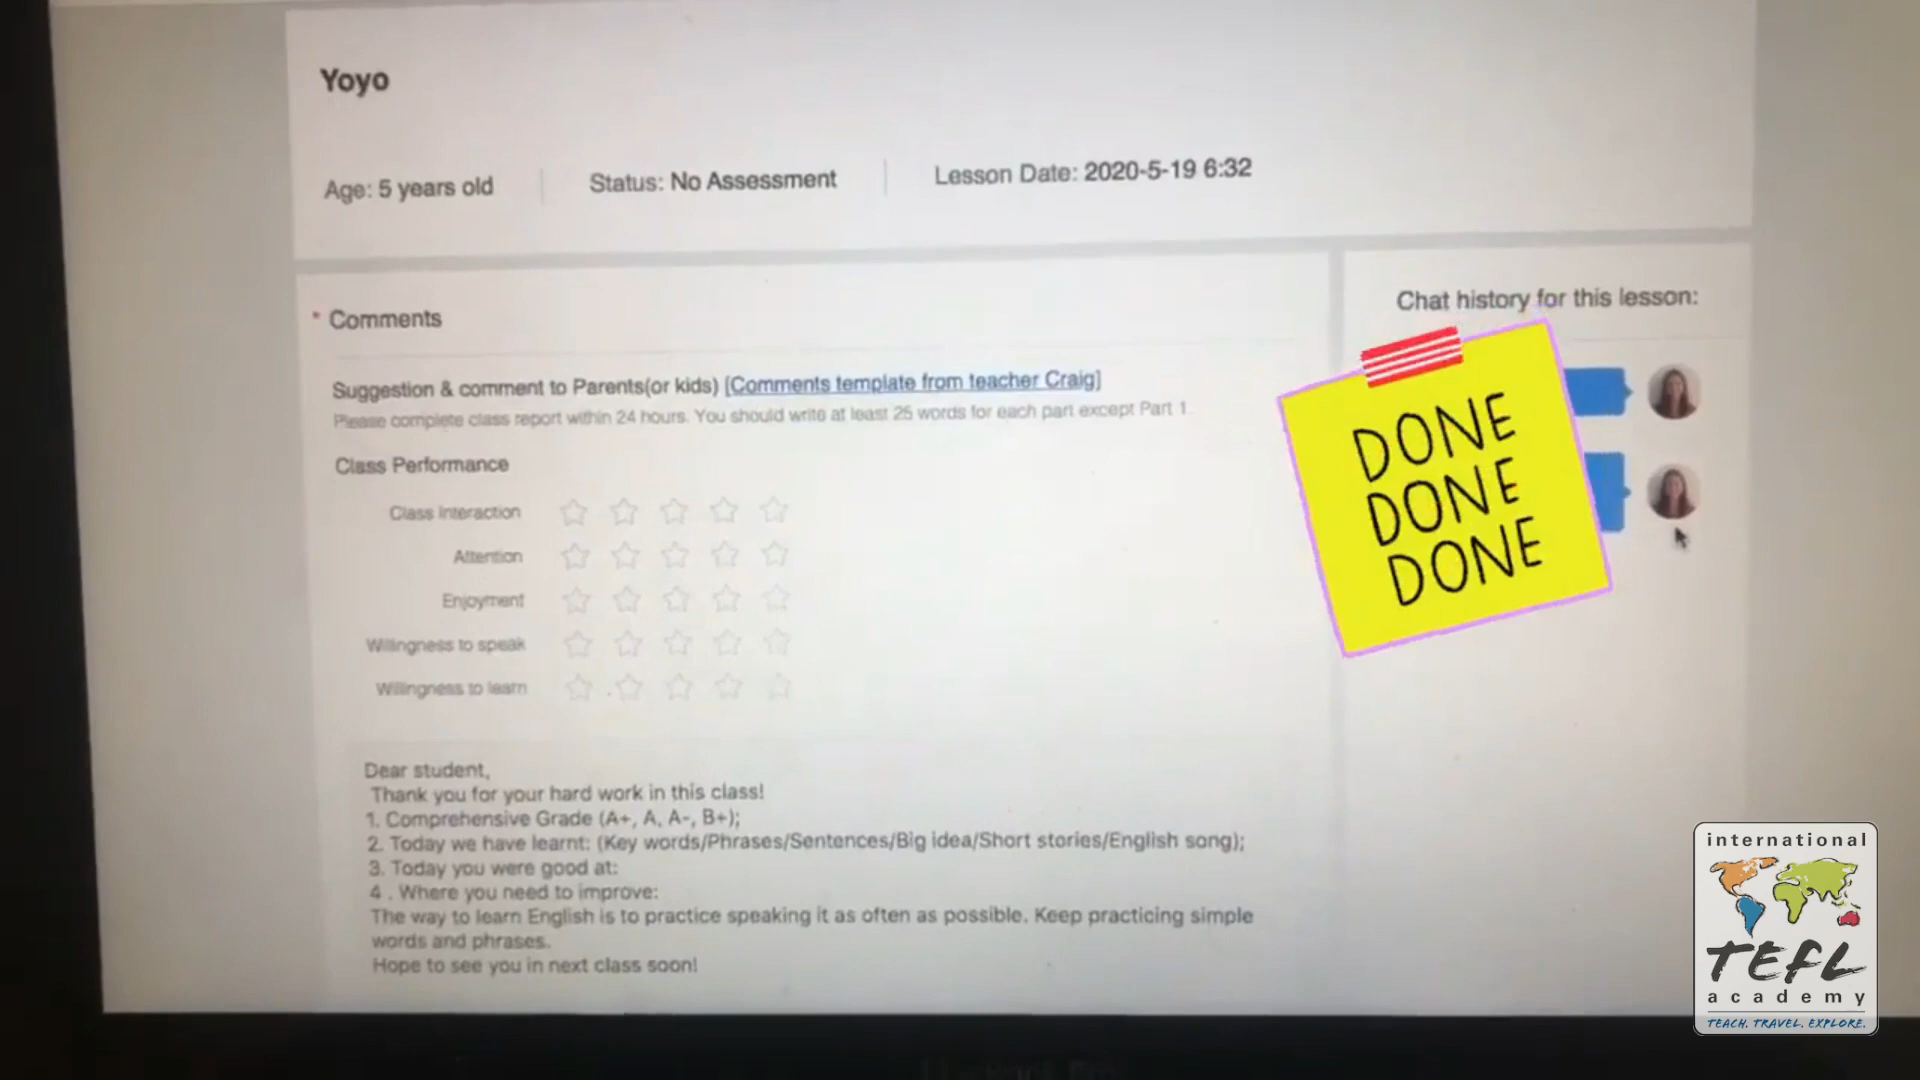 Yoyo
Age: 5 years old
Status: No Assessment
Lesson Date: 2020-5-19 6:32
* Comments
Suggestion & comment to Parents(or kids) [Comments template from teacher Craig]
Please complete class report within 24 hours. You should write at least 25 words for each part except Part 1.
Class Performance
Class Interaction
Attention
Enjoyment
Willingness to speak
Willingness to learn
Dear student,
Thank you for your hard work in this class!
1. Comprehensive Grade (A+, A, A-, B+);
2. Today we have learnt: (Key words/Phrases/Sentences/Big idea/Short stories/English song);
3. Today you were good at:
4 . Where you need to improve:
The way to learn English is to practice speaking it as often as possible. Keep practicing simple
words and phrases.
Hope to see you in next class soon!
Chat history for this lesson:
DONE
DONE
DONE
international
TEFL
academy
TEACH. TRAVEL. EXPLORE.